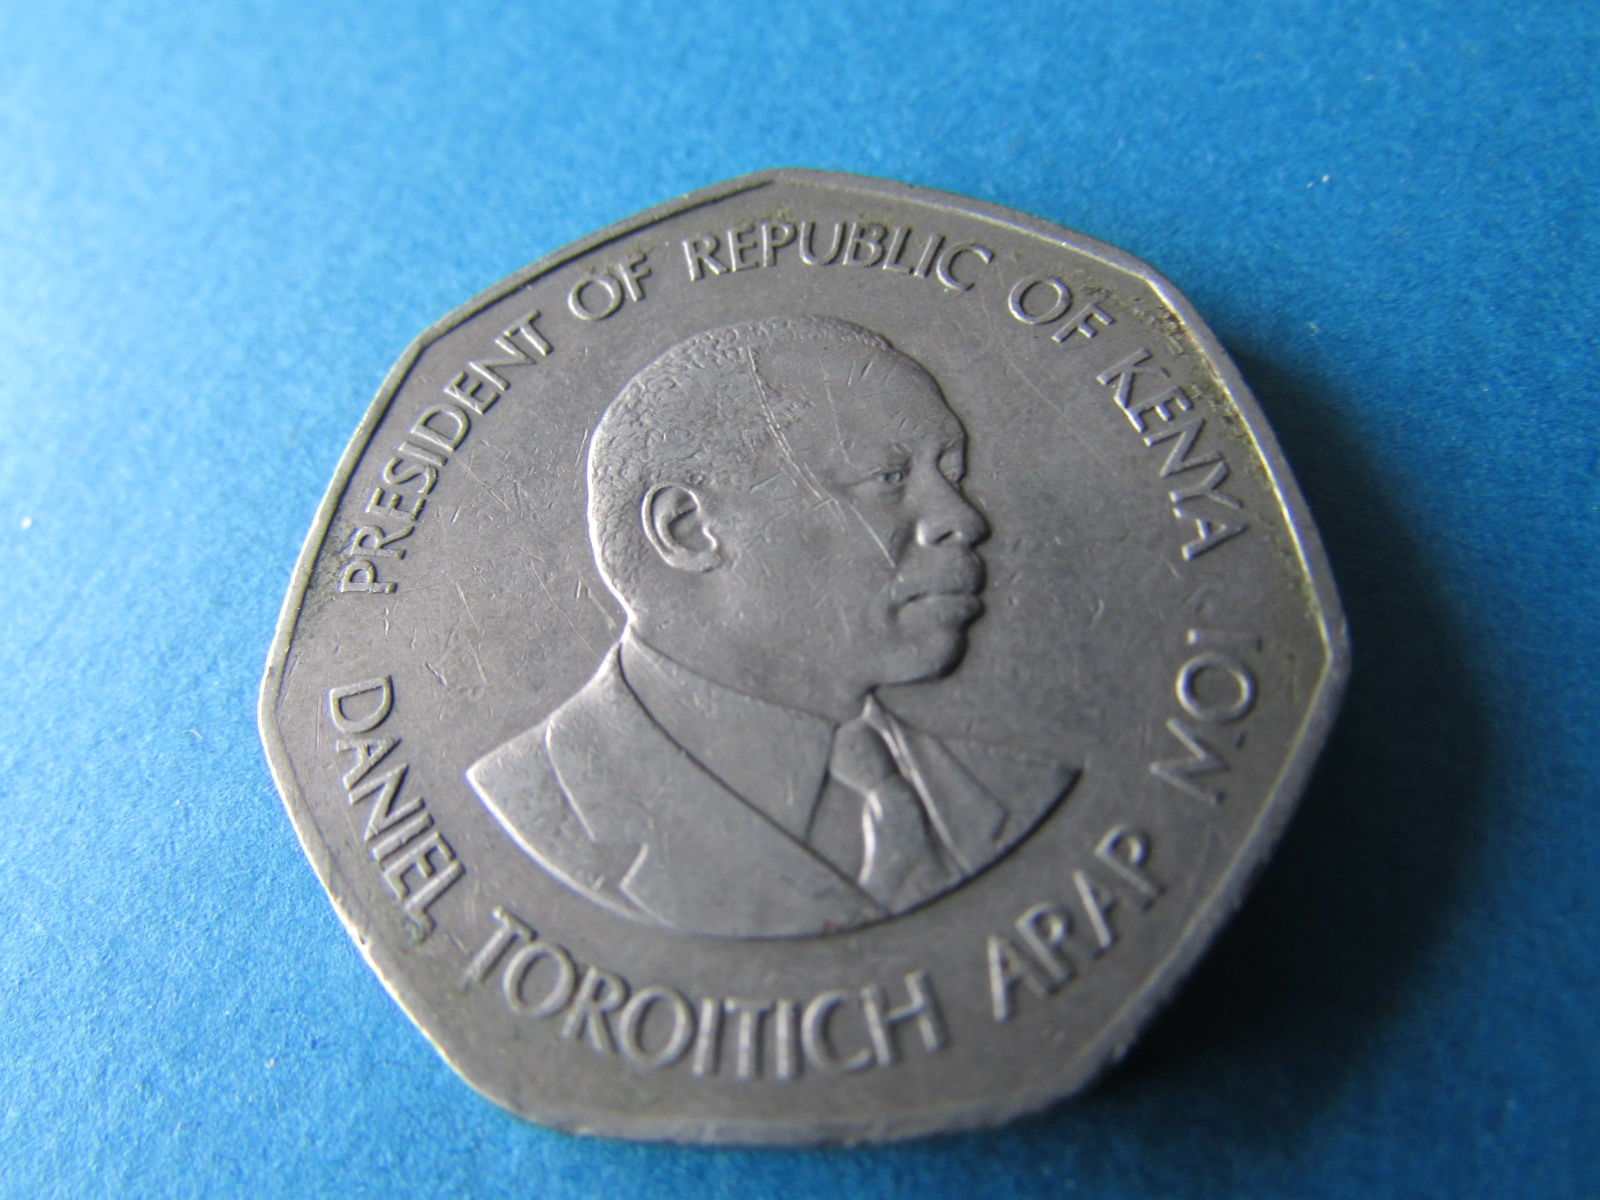 PRESIDENT OF REPUBLIC OF KENYA
DANIEL TOROITICH ARAP MOI